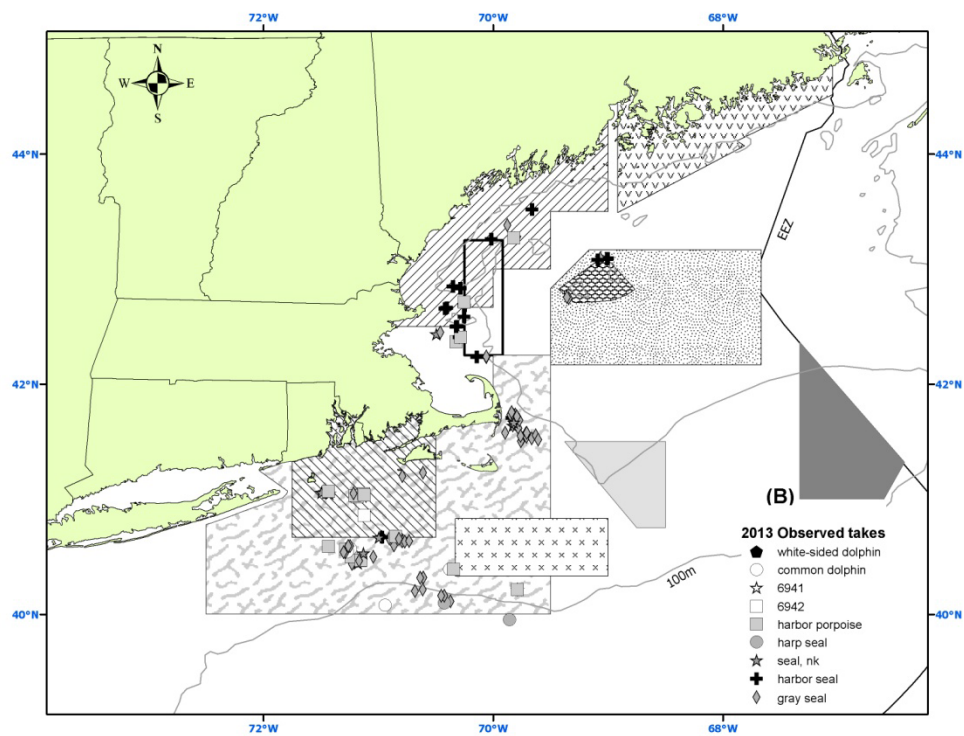 72°W 70°W 68°W
N
W E
S
44°N 44°N
EEZ
42°N 42°N
(B)
2013 Observed takes
white-sided dolphin
common dolphin
6941
6942
harbor porpoise
harp seal
seal, nk
harbor seal
gray seal
100m
40°N 40°N
72°W 70°W 68°W